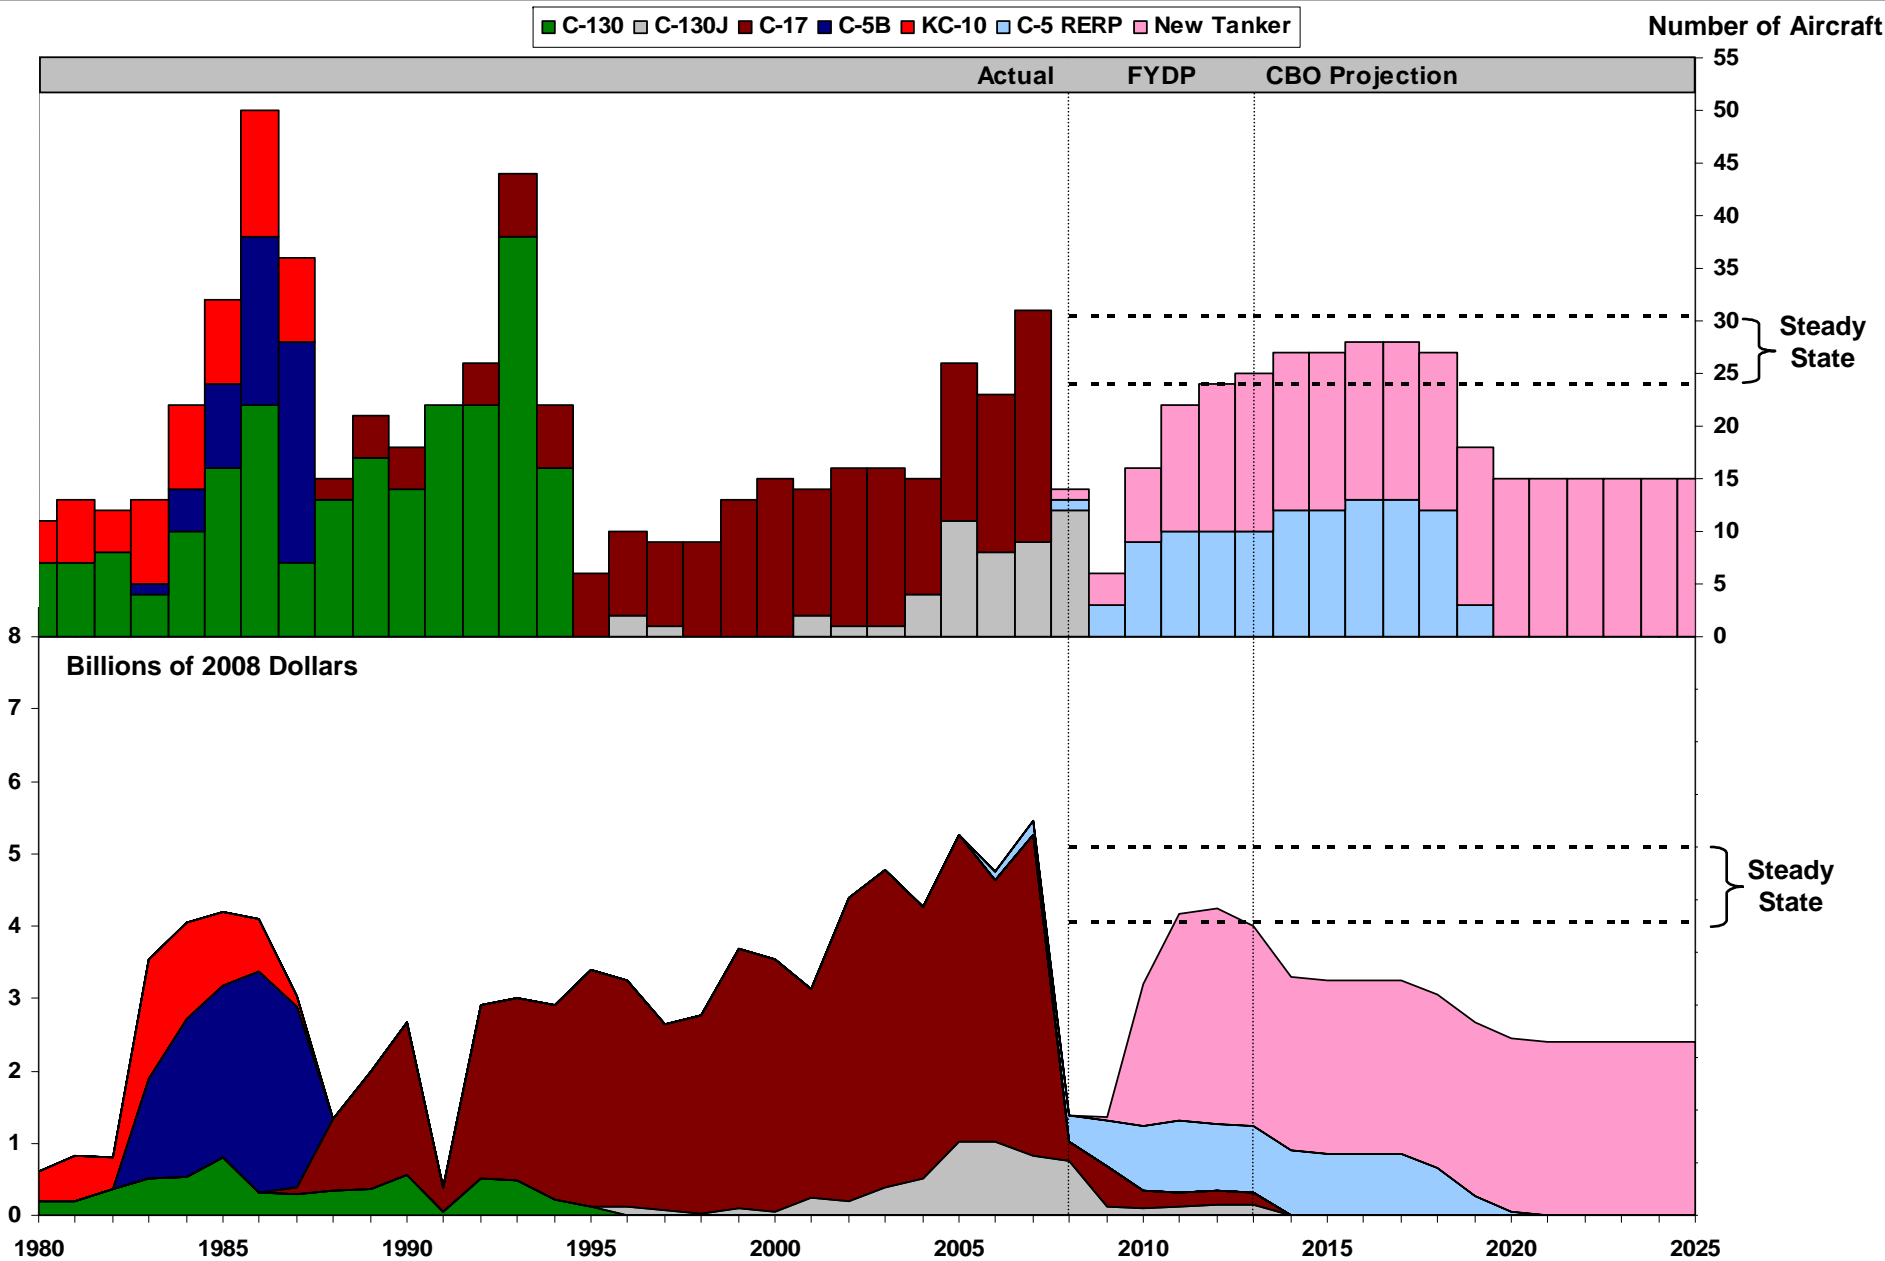 C-130 C-130J C-17 C-5B KC-10 C-5 RERP New Tanker
Number of Aircraft
Actual FYDP CBO Projection
55
50
45
40
35
30
25
20
15
10
5
0
Steady
State
8
7
6
5
4
3
2
1
0
Billions of 2008 Dollars
Steady
State
1980 1985 1990 1995 2000 2005 2010 2015 2020 2025